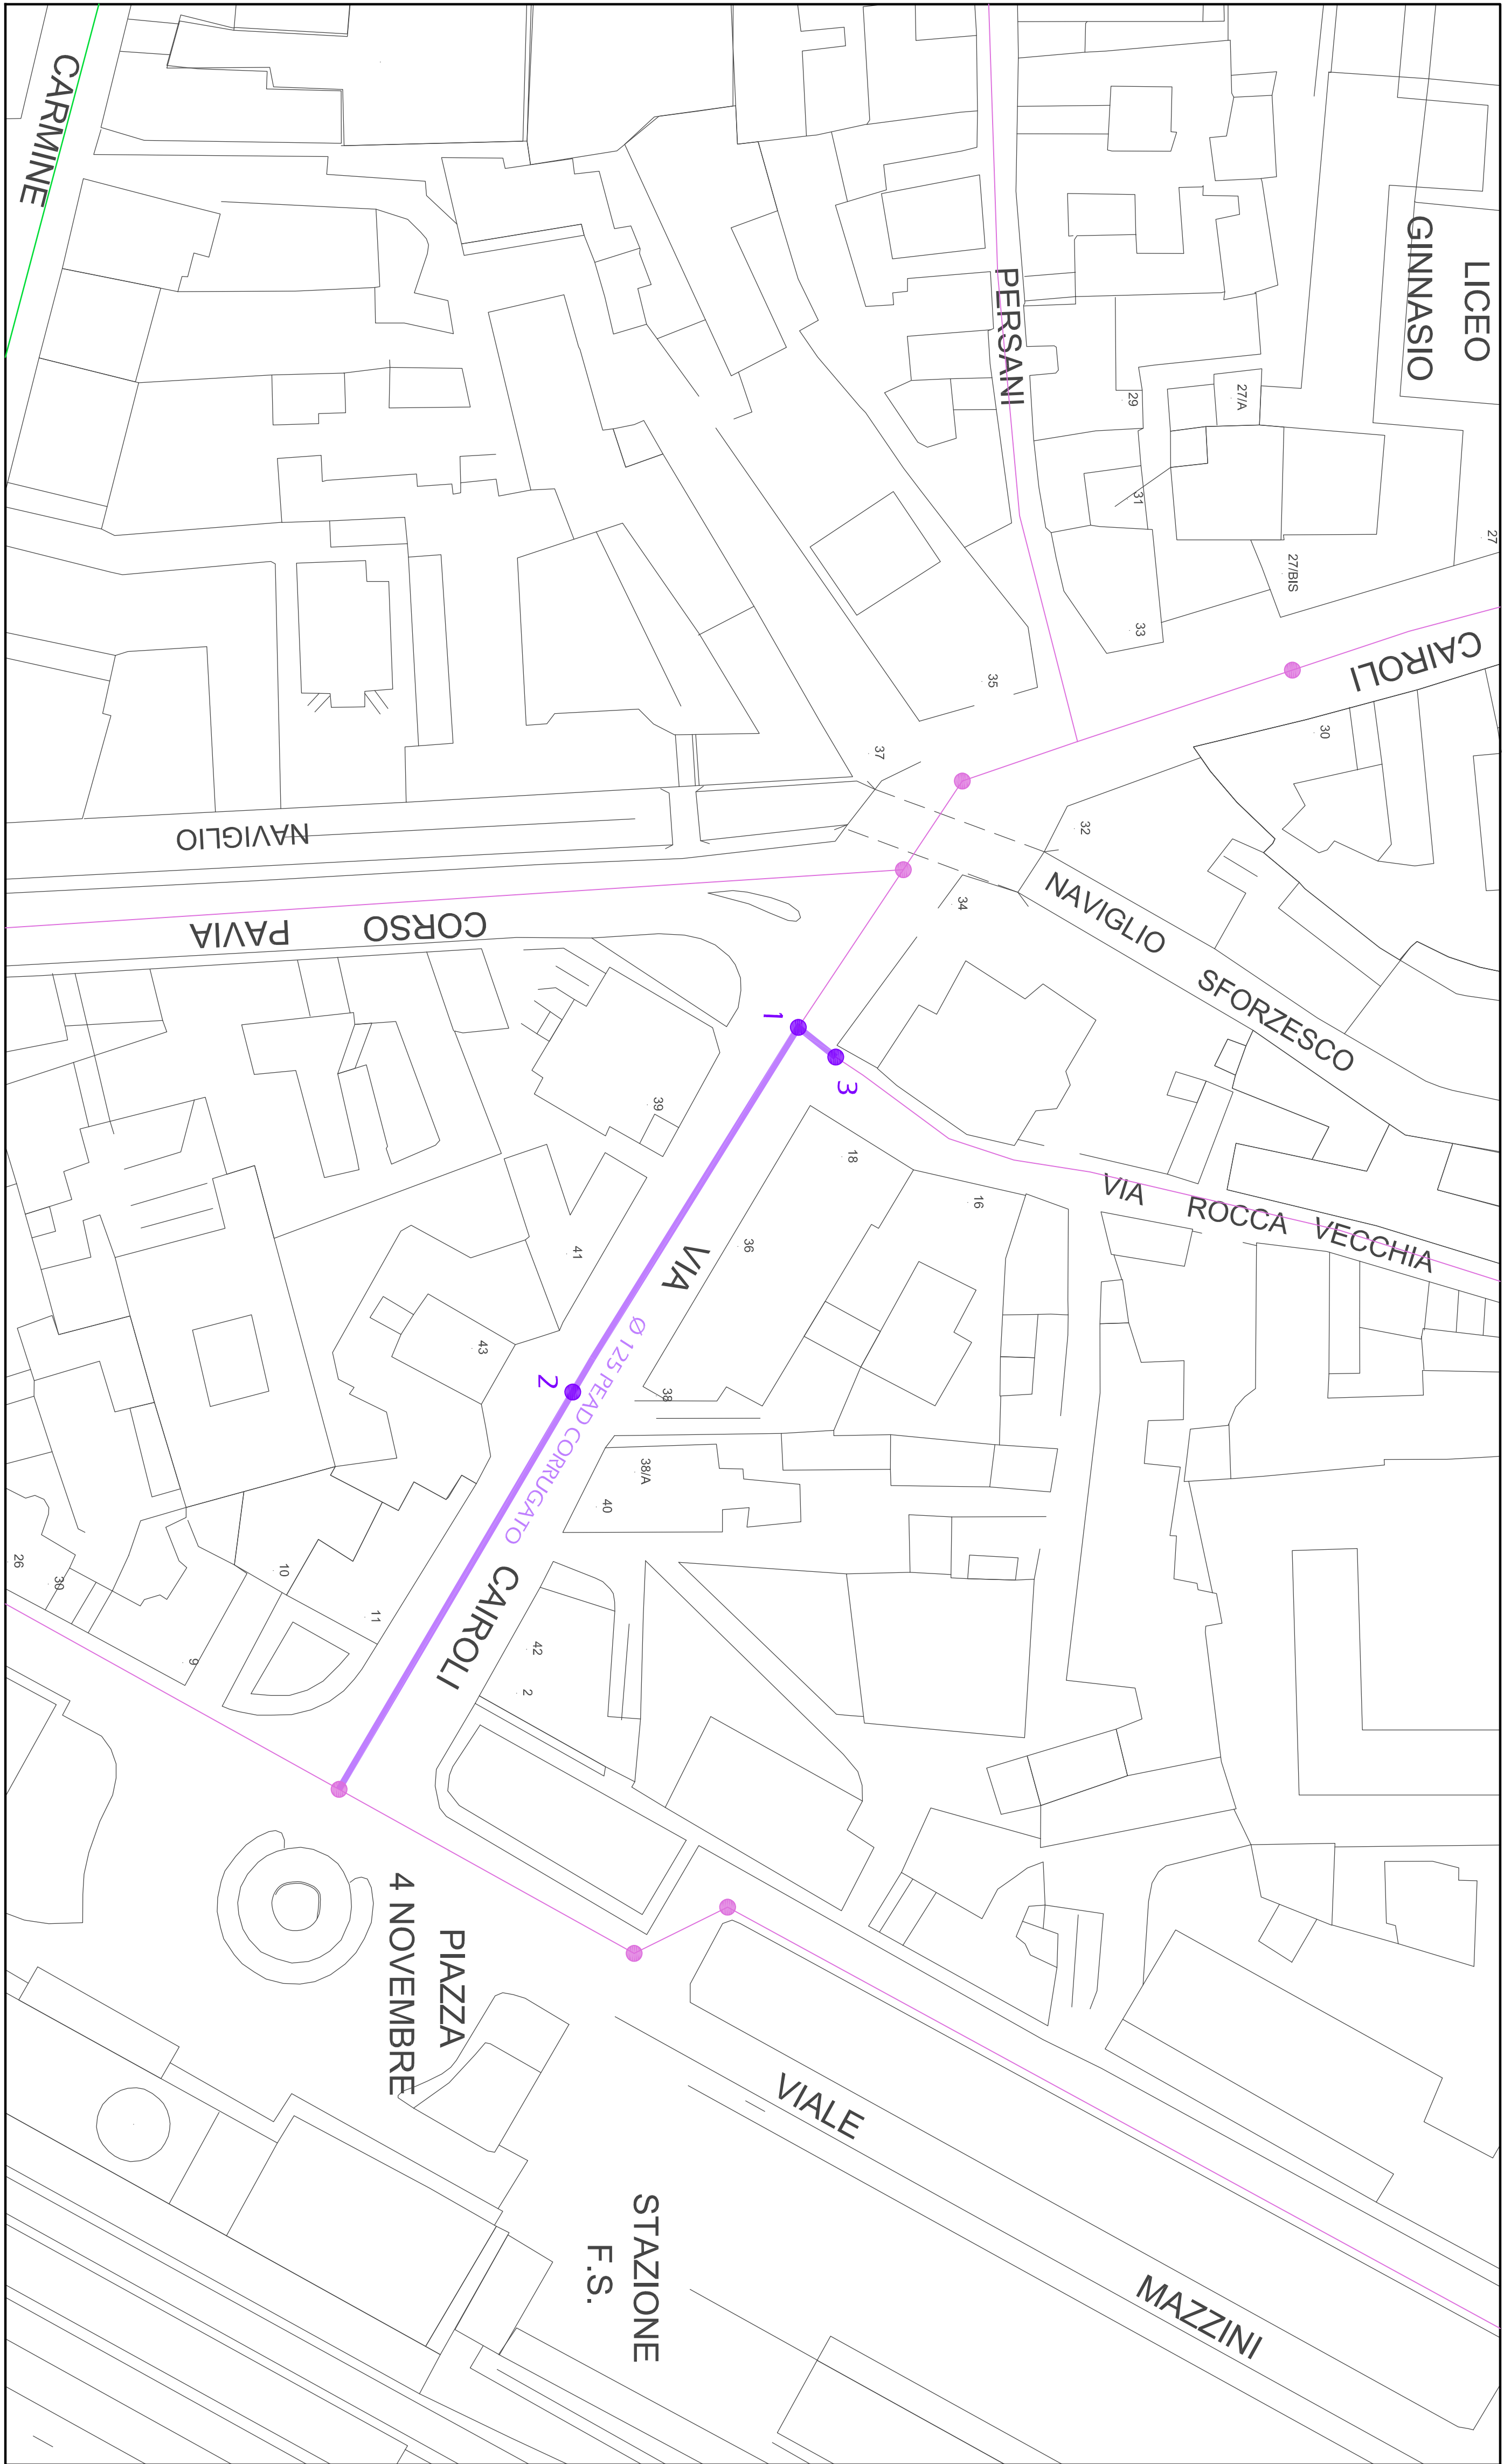 CARMINE
PERSANI
LICEO
GINNASIO
27/A
29
31
27
27/BIS
33
CAIROLI
35
30
37
32
NAVIGLIO
34
NAVIGLIO SFORZESCO
CORSO PAVIA
1
3
39
18
16
VIA ROCCA VECCHIA
36
41
VIA CAIROLI
43
2
Ø 125 PEAD CORRUGATO
38
38/A
40
26
30
10
11
9
42
2
PIAZZA
4 NOVEMBRE
VIALE MAZZINI
STAZIONE
F.S.